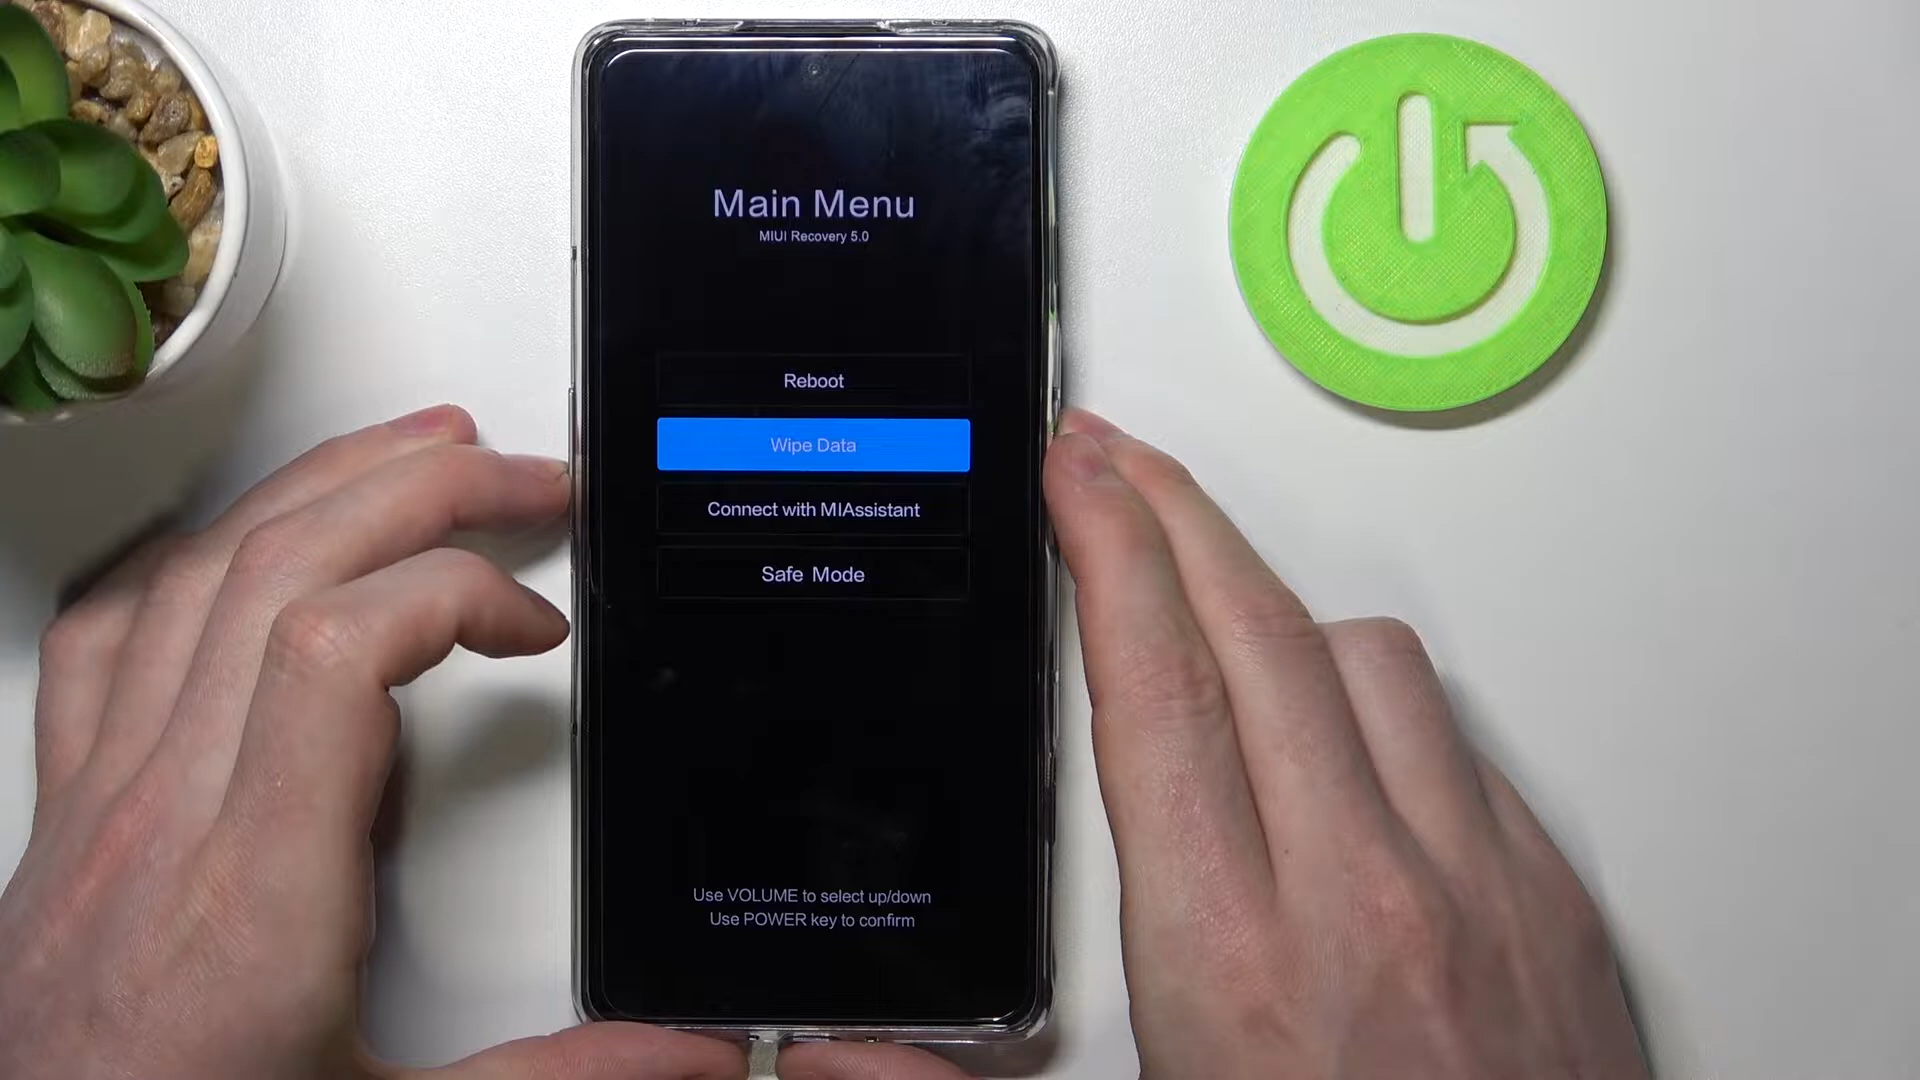 Main Menu
MIUI Recovery 5.0
Reboot
Wipe Data
Connect with MIAssistant
Safe Mode
Use VOLUME to select up/down
Use POWER key to confirm